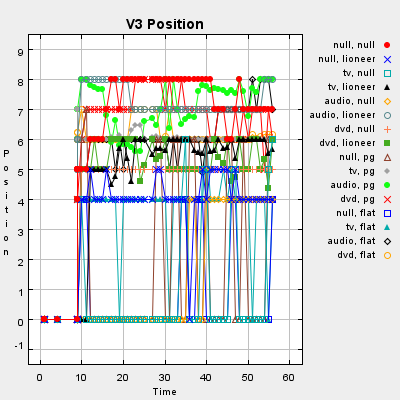 V3 Position
9
8
7
6
5
4
3
2
1
0
-1
Position
0
10
20
30
40
50
60
Time
null, null
null, lioneer
tv, null
tv, lioneer
audio, null
audio, lioneer
dvd, null
dvd, lioneer
null, pg
tv, pg
audio, pg
dvd, pg
null, flat
tv, flat
audio, flat
dvd, flat